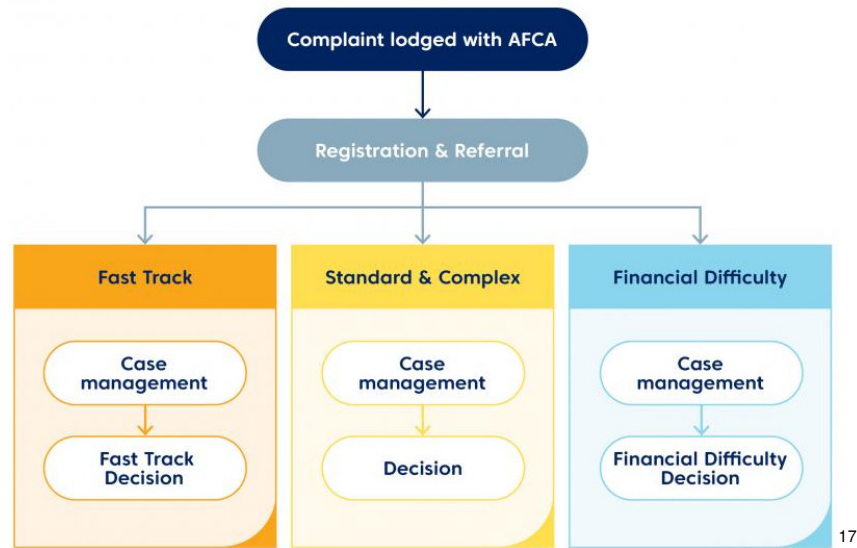 Complaint lodged with AFCA
Registration & Referral
Fast Track
Case
management
Fast Track
Decision
Standard & Complex
Case
management
Decision
Financial Difficulty
Case
management
Financial Difficulty
Decision
17